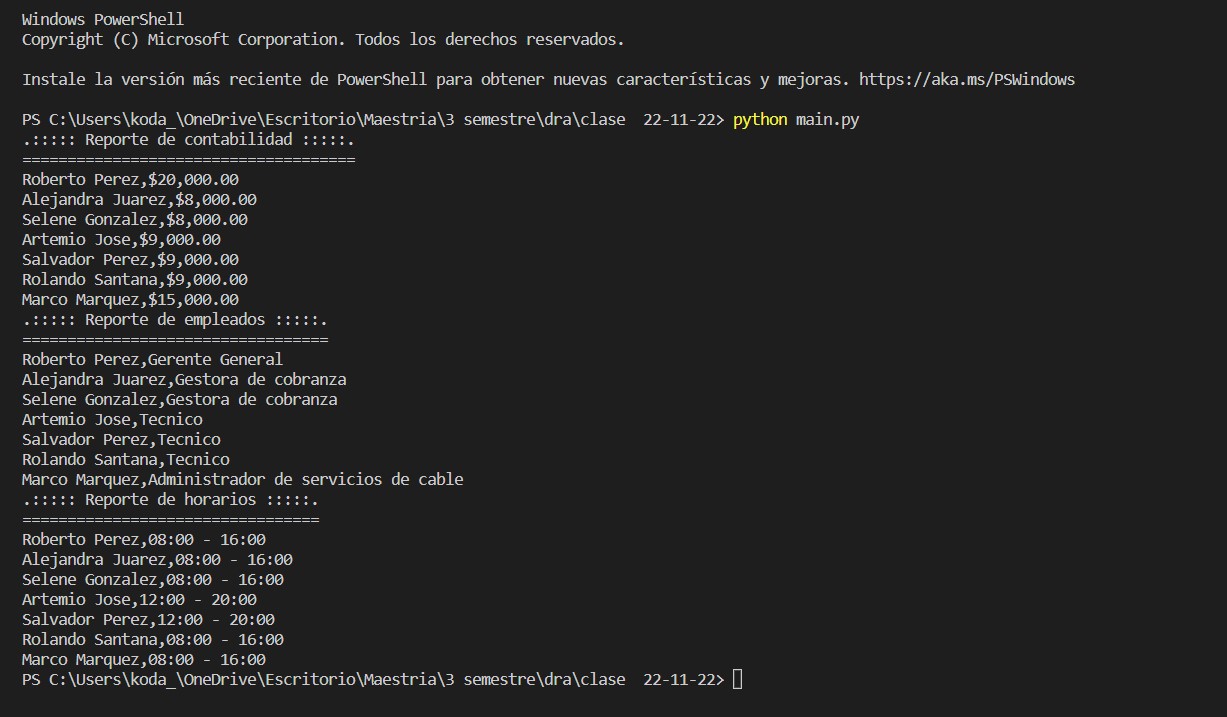 Windows PowerShell
Copyright (C) Microsoft Corporation. Todos los derechos reservados.
Instale la versión más reciente de PowerShell para obtener nuevas características y mejoras. https://aka.ms/PSWindows
PS C:\Users\koda_\OneDrive\Escritorio\Maestria\3 semestre\dra\clase  22-11-22> python main.py
.::::: Reporte de contabilidad :::::.
=====================================
Roberto Perez,$20,000.00
Alejandra Juarez,$8,000.00
Selene Gonzalez,$8,000.00
Artemio Jose,$9,000.00
Salvador Perez,$9,000.00
Rolando Santana,$9,000.00
Marco Marquez,$15,000.00
.::::: Reporte de empleados :::::.
==================================
Roberto Perez,Gerente General
Alejandra Juarez,Gestora de cobranza
Selene Gonzalez,Gestora de cobranza
Artemio Jose,Tecnico
Salvador Perez,Tecnico
Rolando Santana,Tecnico
Marco Marquez,Administrador de servicios de cable
.::::: Reporte de horarios :::::.
=================================
Roberto Perez,08:00 - 16:00
Alejandra Juarez,08:00 - 16:00
Selene Gonzalez,08:00 - 16:00
Artemio Jose,12:00 - 20:00
Salvador Perez,12:00 - 20:00
Rolando Santana,08:00 - 16:00
Marco Marquez,08:00 - 16:00
PS C:\Users\koda_\OneDrive\Escritorio\Maestria\3 semestre\dra\clase  22-11-22>